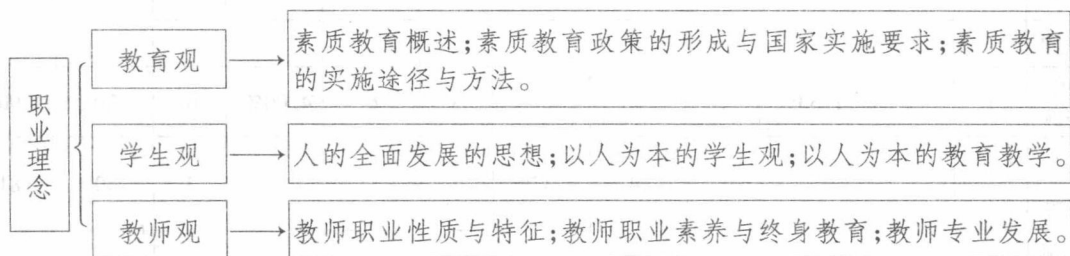 职业理念
教育观
素质教育概述;素质教育政策的形成与国家实施要求;素质教育
的实施途径与方法。
学生观
人的全面发展的思想;以人为本的学生观;以人为本的教育教学。
教师观
教师职业性质与特征;教师职业素养与终身教育;教师专业发展。